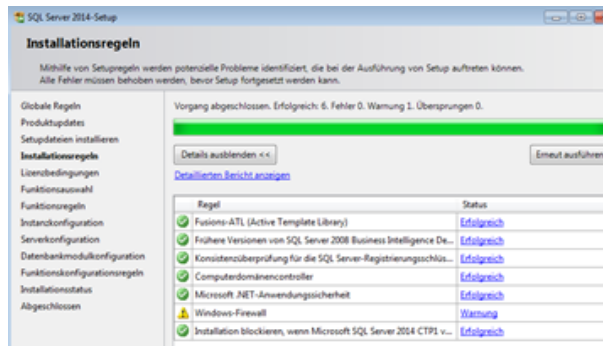 SQL Server 2014-Setup
Installationsregeln
Mithilfe von Setupregeln werden potenzielle Probleme identifiziert, die bei der Ausführung von Setup auftreten können.
Alle Fehler müssen behoben werden, bevor Setup fortgesetzt werden kann.
Globale Regeln
Produktupdates
Setupdateien installieren
Installationsregeln
Lizenzbedingungen
Funktionsauswahl
Funktionsregeln
Instanzkonfiguration
Serverkonfiguration
Datenbankmodulkonfiguration
Funktionskonfigurationsregeln
Installationsstatus
Abgeschlossen
Vorgang abgeschlossen. Erfolgreich: 6. Fehler 0. Warnung 1. Übersprungen 0.
Details ausblenden <<
Erneut ausführen
Detaillierten Bericht anzeigen
Regel Status
Fusions-ATL (Active Template Library) Erfolgreich
Frühere Versionen von SQL Server 2008 Business Intelligence De... Erfolgreich
Konsistenzüberprüfung für die SQL Server-Registrierungsschlüs... Erfolgreich
Computerdomänencontroller Erfolgreich
Microsoft .NET-Anwendungssicherheit Erfolgreich
Windows-Firewall Warnung
Installation blockieren, wenn Microsoft SQL Server 2014 CTP1 v... Erfolgreich